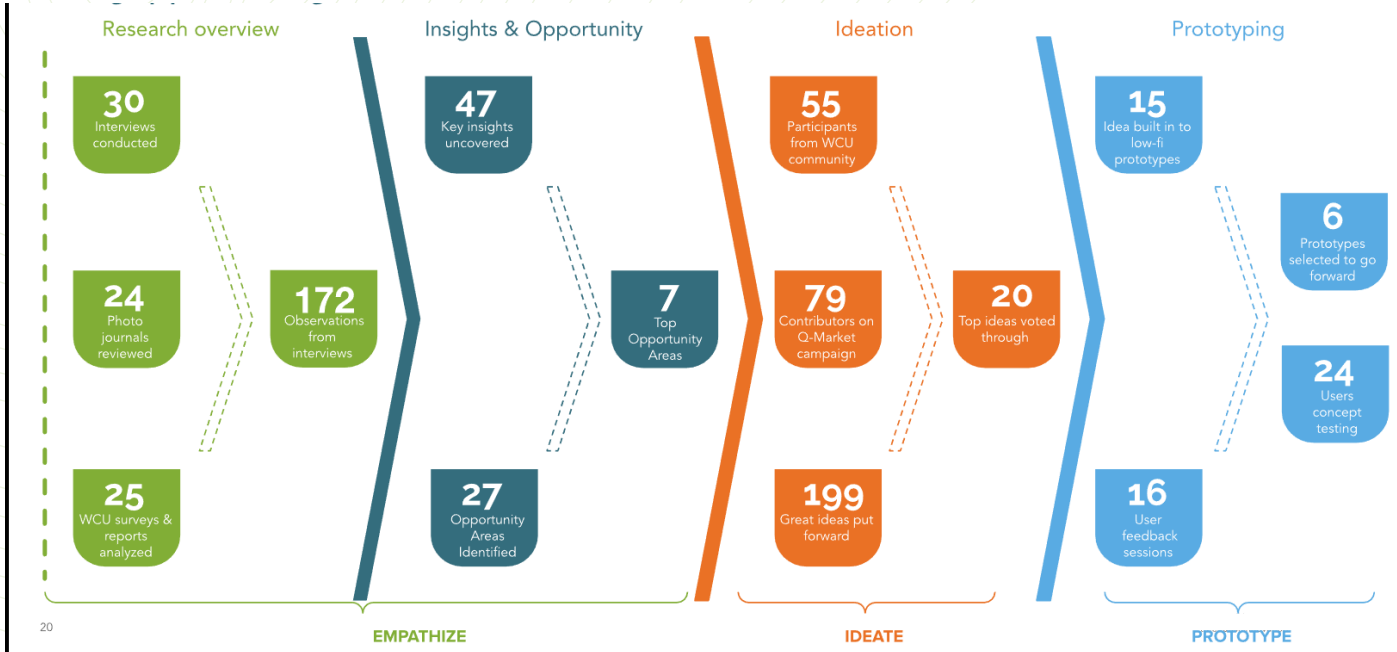 Research overview
Insights & Opportunity
Ideation
Prototyping
30
Interviews
conducted
24
Photo
journals
reviewed
25
WCU surveys &
reports
analyzed
172
Observations
from
interviews
47
Key insights
uncovered
27
Opportunity
Areas
Identified
7
Top
Opportunity
Areas
55
Participants
from WCU
community
79
Contributors on
Q-Market
campaign
199
Great ideas put
forward
20
Top ideas voted
through
15
Idea built in to
low-fi
prototypes
16
User
feedback
sessions
6
Prototypes
selected to go
forward
24
Users
concept
testing
EMPATHIZE
IDEATE
PROTOTYPE
20